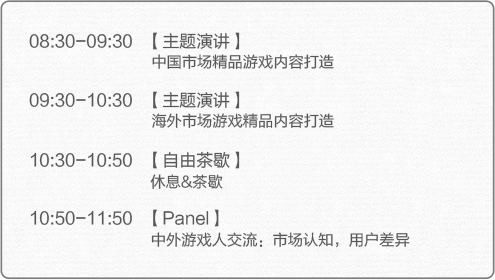 08:30-09:30 【主题演讲】
中国市场精品游戏内容打造
09:30-10:30 【主题演讲】
海外市场游戏精品内容打造
10:30-10:50 【自由茶歇】
休息&茶歇
10:50-11:50 【Panel】
中外游戏人交流：市场认知，用户差异